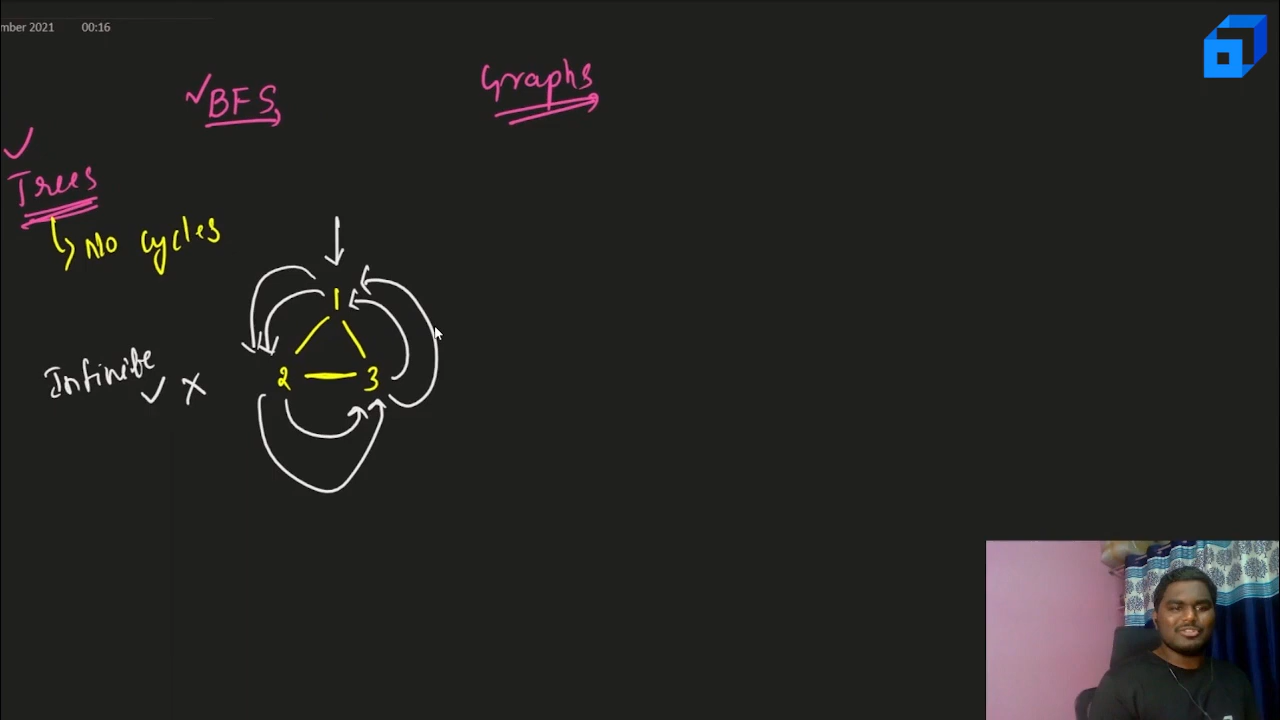 mber 2021 00:16
BFS
Graphs
Trees
No cycles
1
Infinite
2 3